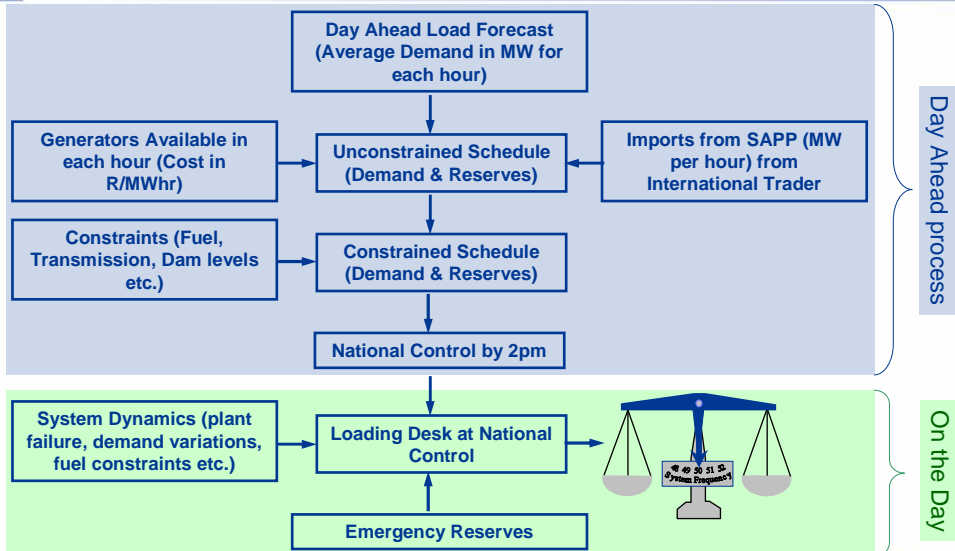 Day Ahead Load Forecast
(Average Demand in MW for
each hour)
Generators Available in
each hour (Cost in
R/MWhr)
Unconstrained Schedule
(Demand & Reserves)
Imports from SAPP (MW
per hour) from
International Trader
Constraints (Fuel,
Transmission, Dam levels
etc.)
Constrained Schedule
(Demand & Reserves)
National Control by 2pm
Day Ahead process
System Dynamics (plant
failure, demand variations,
fuel constraints etc.)
Loading Desk at National
Control
48 49 50 51 52
System Frequency
Emergency Reserves
On the Day